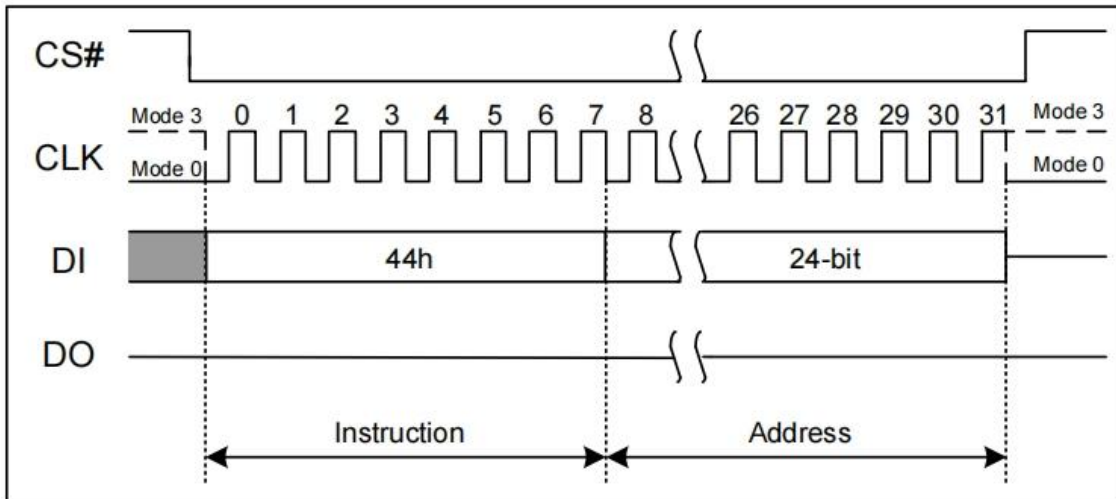 CS#
Mode 3 0 1 2 3 4 5 6 7 8 26 27 28 29 30 31 Mode 3
CLK
Mode 0 Mode 0
DI 44h 24-bit
DO
Instruction Address